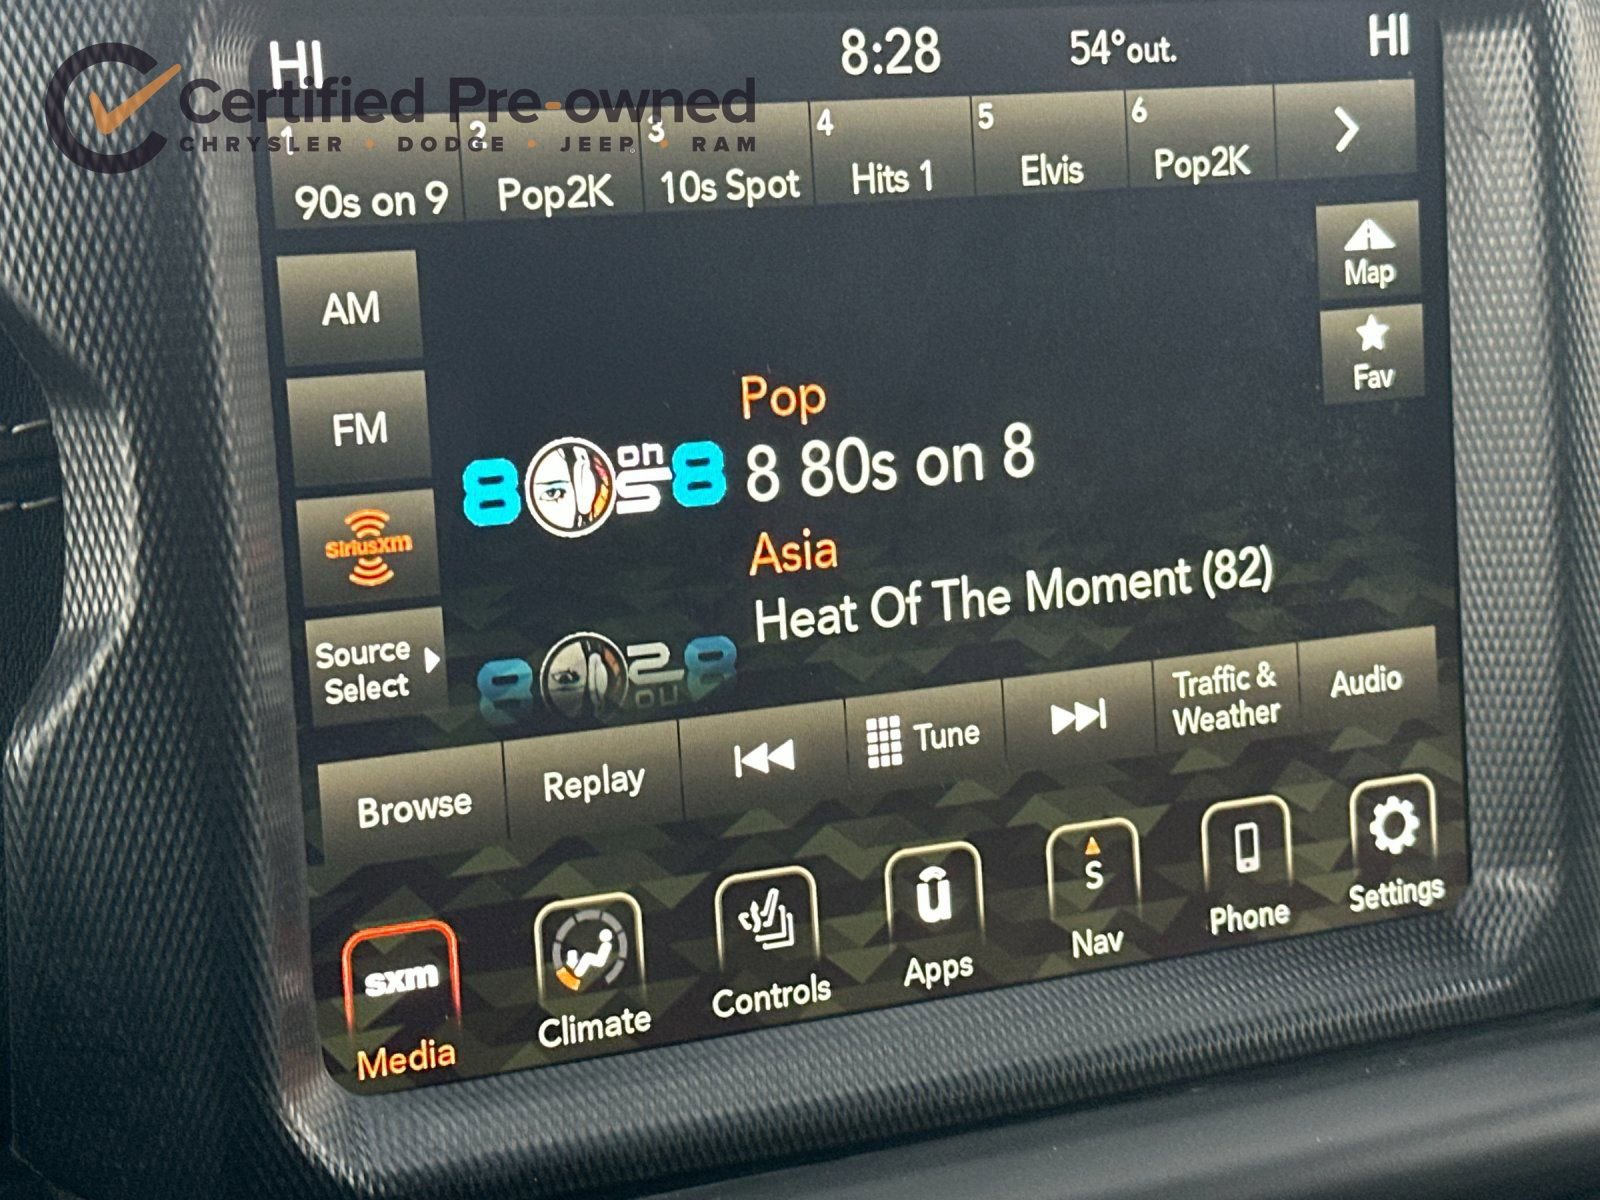 HI
8:28
54°out.
HI
Certified Pre-owned
CHRYSLER • DODGE • JEEP® • RAM
1
90s on 9
2
Pop2K
3
10s Spot
4
Hits 1
5
Elvis
6
Pop2K
AM
FM
siriusxm
Source
Select
Map
Fav
80s on 8
Pop
8 80s on 8
Asia
Heat Of The Moment (82)
Browse
Replay
Tune
Traffic &
Weather
Audio
sxm
Media
Climate
Controls
û
Apps
S
Nav
Phone
Settings